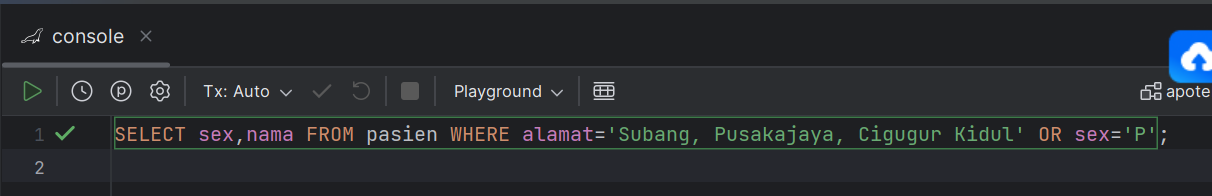 console
Tx: Auto
Playground
apote
1 SELECT sex,nama FROM pasien WHERE alamat='Subang, Pusakajaya, Cigugur Kidul' OR sex='P';
2